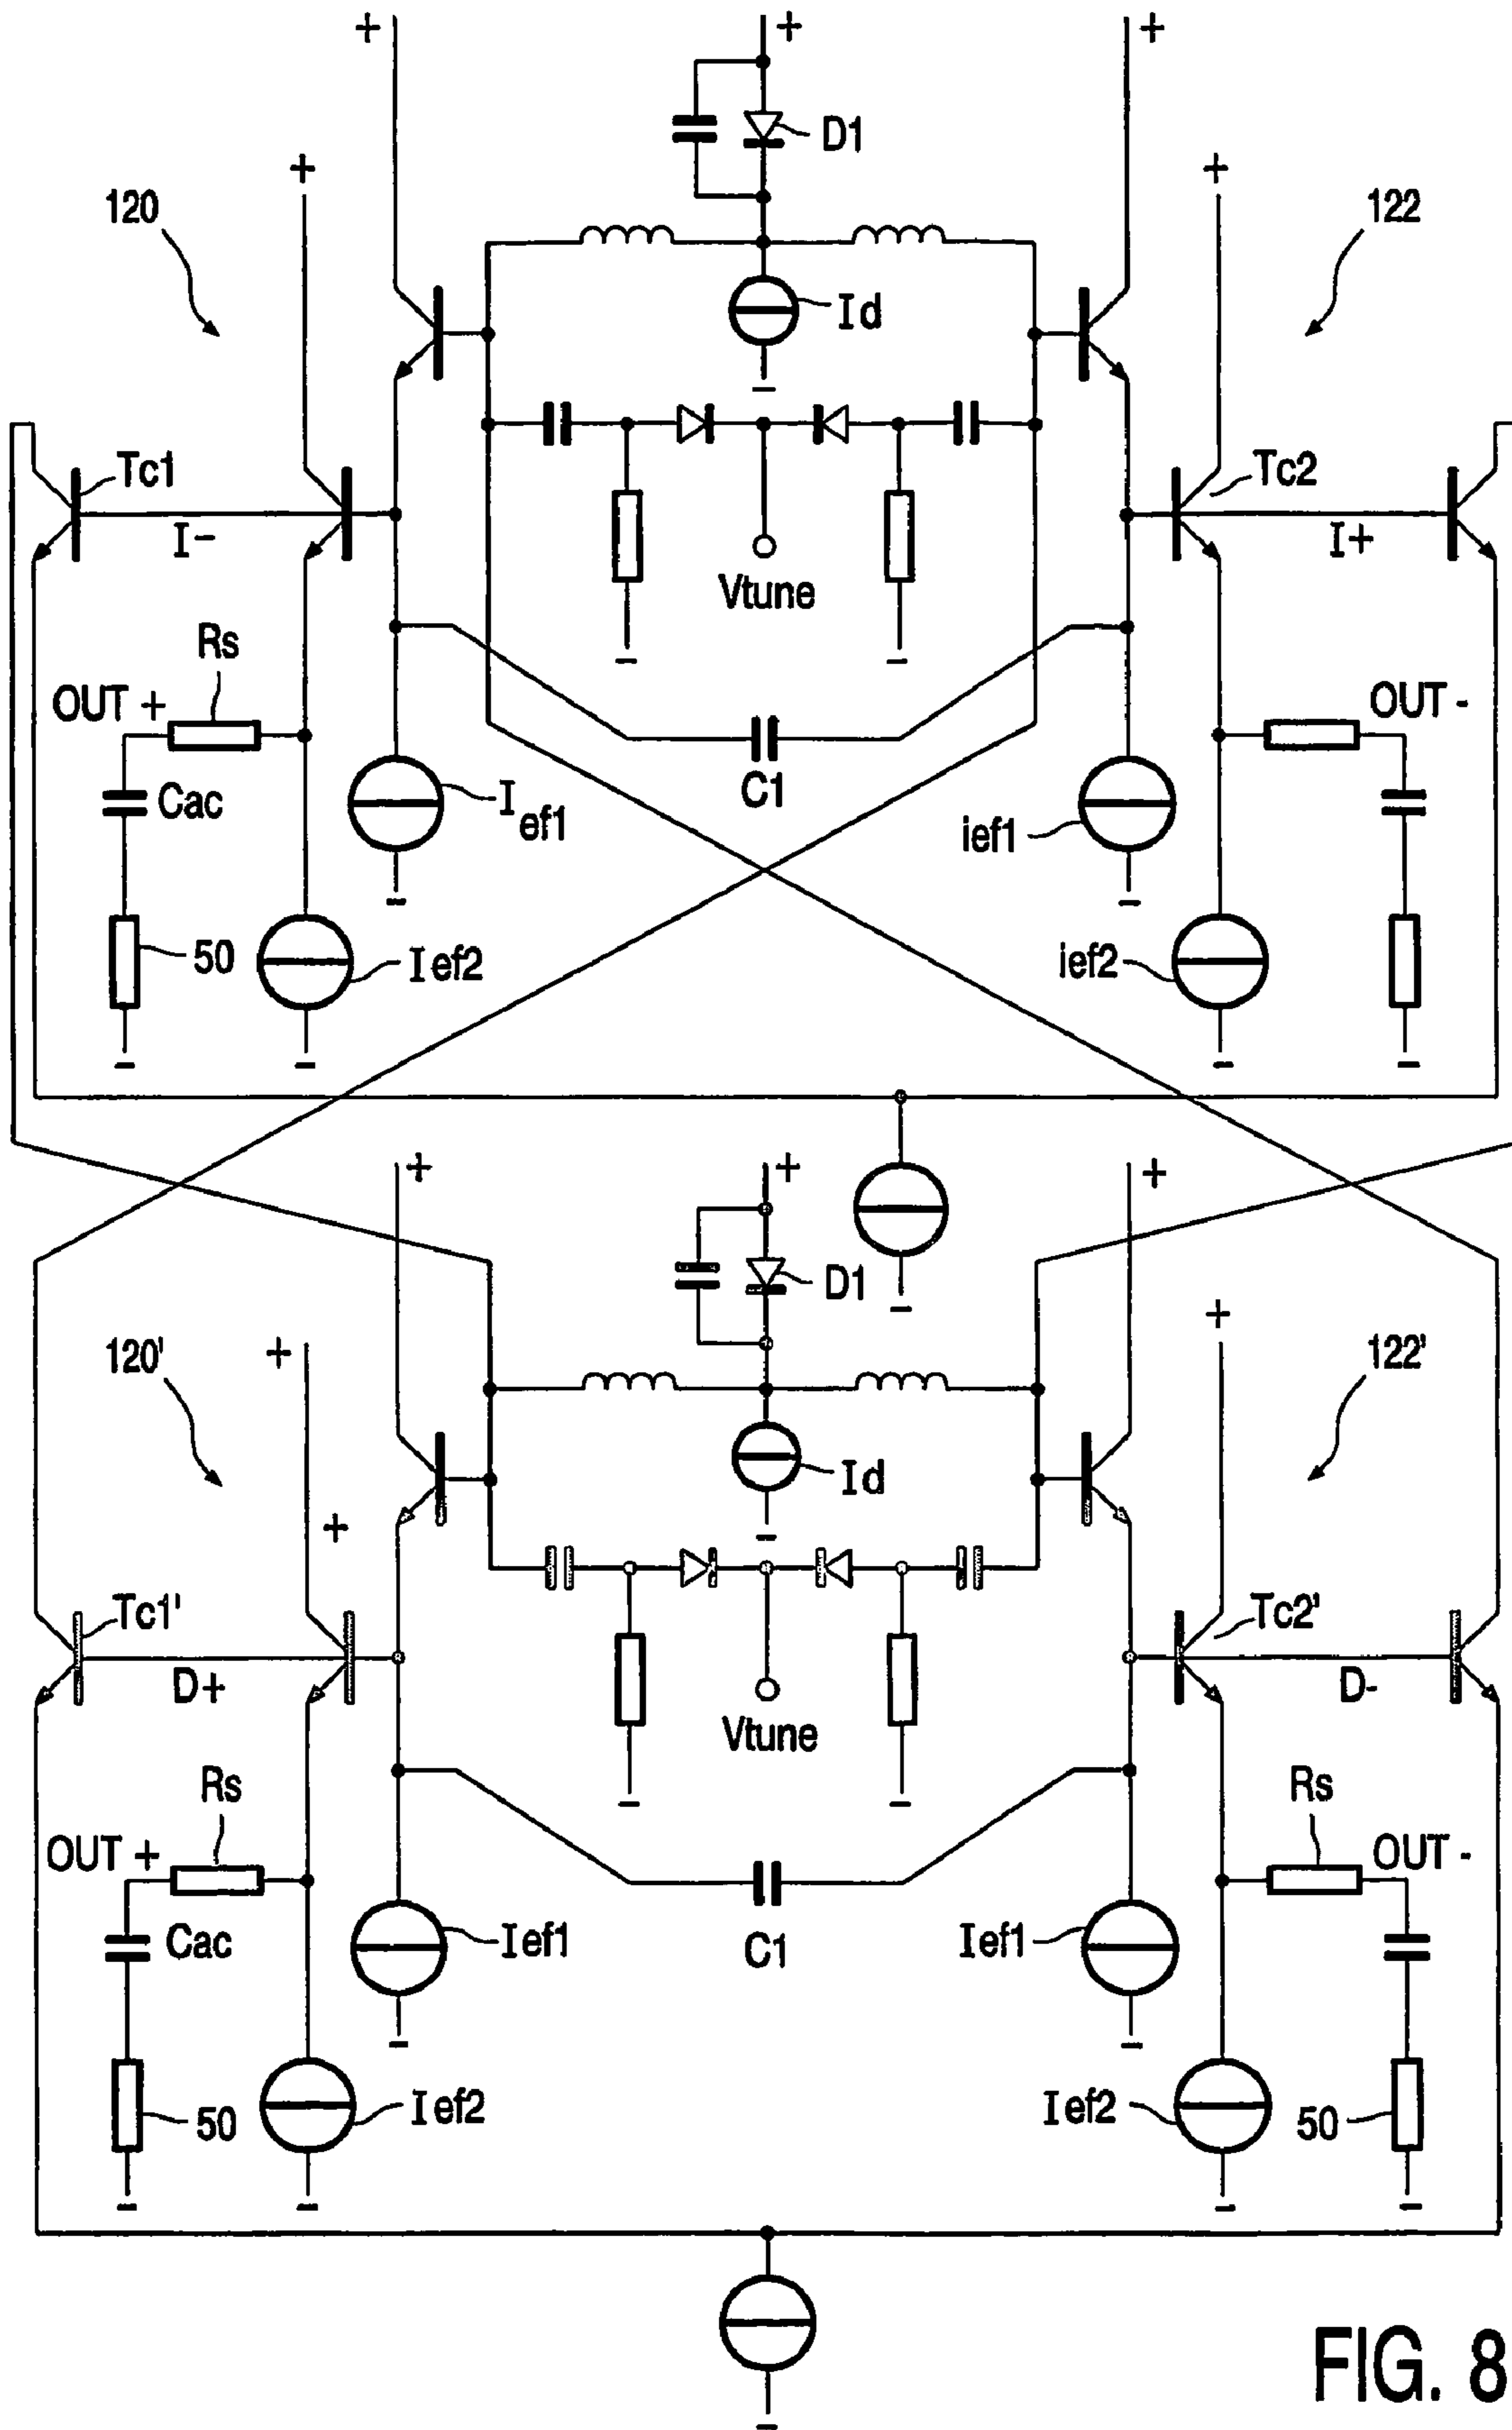 + + +
D1
+ +
120 122
Id
-
Tc1 Tc2
I- I+
Vtune
Rs
- -
OUT + OUT -
Cac C1
Ief1 ief1
- -
50 Ief2 ief2
- - - -
+ + +
D1
-
+ +
120' 122'
Id
+ -
Tc1' Tc2'
D+ D-
Vtune
Rs - - Rs
OUT + OUT -
Cac Ief1 C1 Ief1
- -
50 Ief2 Ief2 50
- - - -
-
FIG. 8